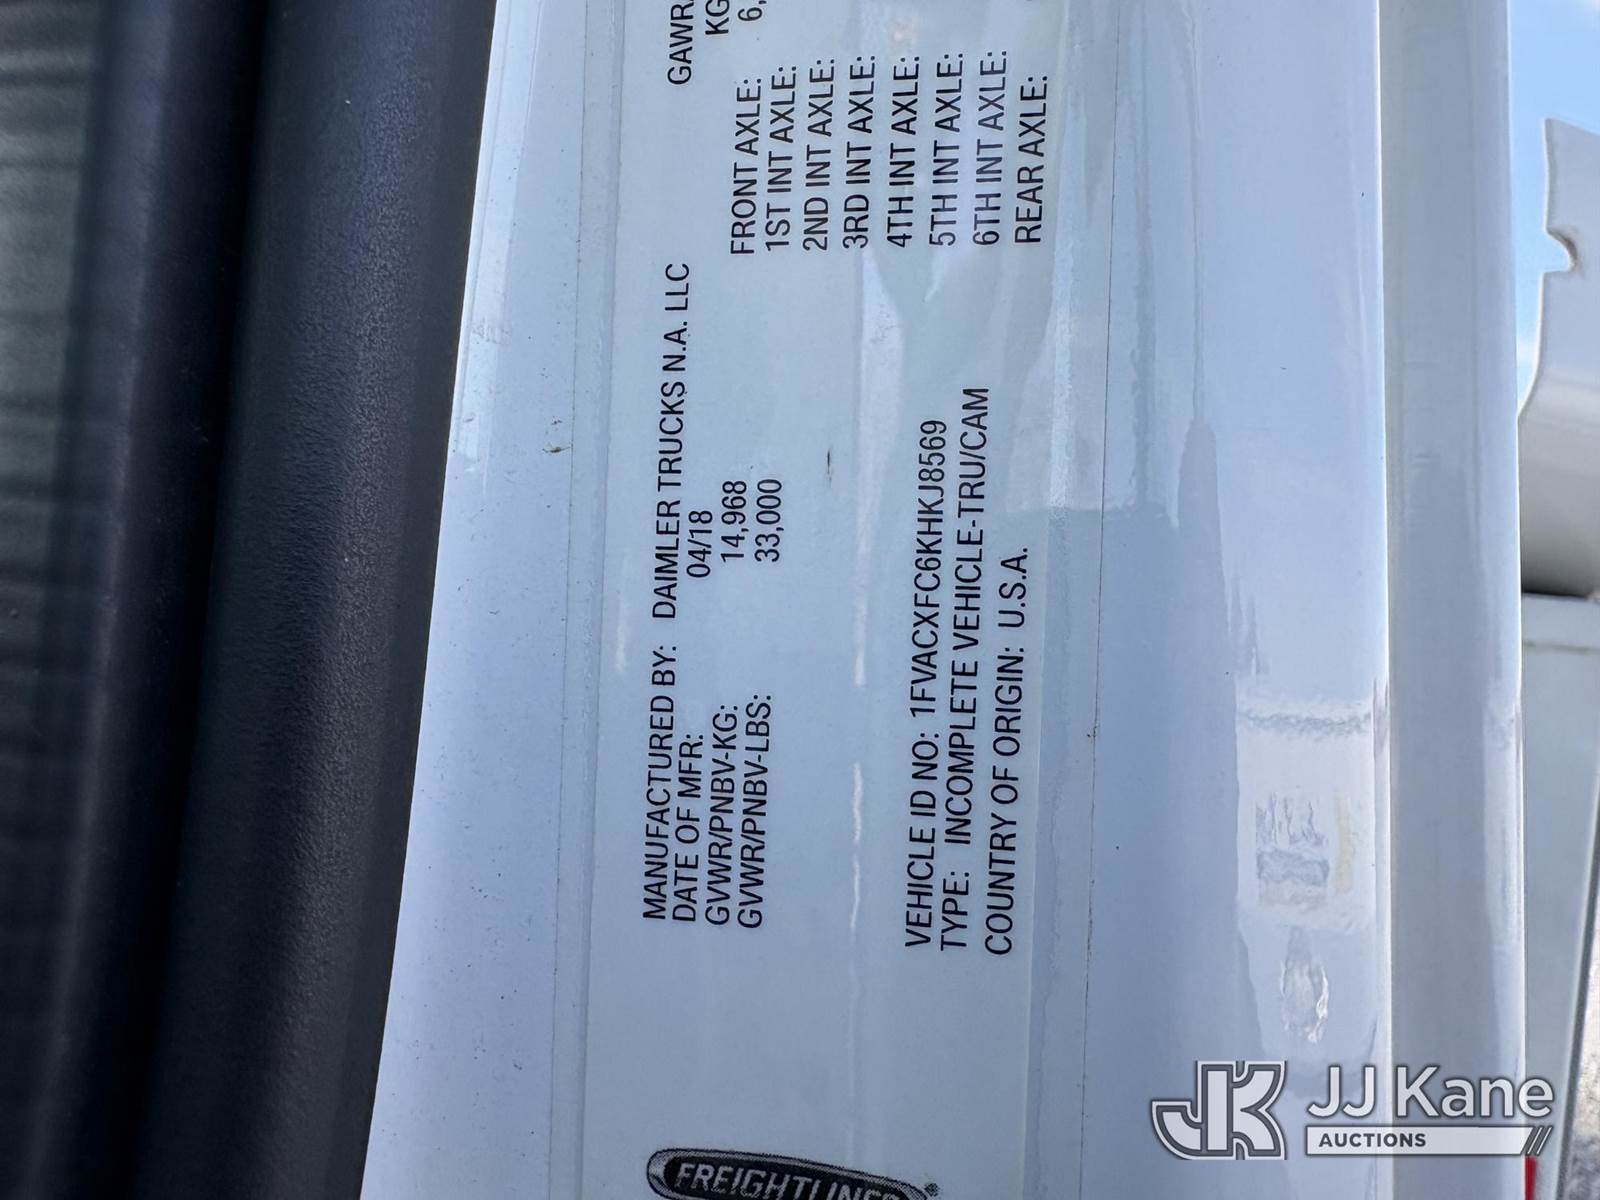 FREIGHTLINER
MANUFACTURED BY: DAIMLER TRUCKS N.A. LLC
DATE OF MFR: 04/18
GVWR/PNBV-KG: 14,968
GVWR/PNBV-LBS: 33,000
VEHICLE ID NO: 1FVACXFC6KHKJ8569
TYPE: INCOMPLETE VEHICLE-TRU/CAM
COUNTRY OF ORIGIN: U.S.A.
GAWR/
KG
FRONT AXLE: 6,
1ST INT AXLE:
2ND INT AXLE:
3RD INT AXLE:
4TH INT AXLE:
5TH INT AXLE:
6TH INT AXLE:
REAR AXLE:
JK JJ Kane
AUCTIONS